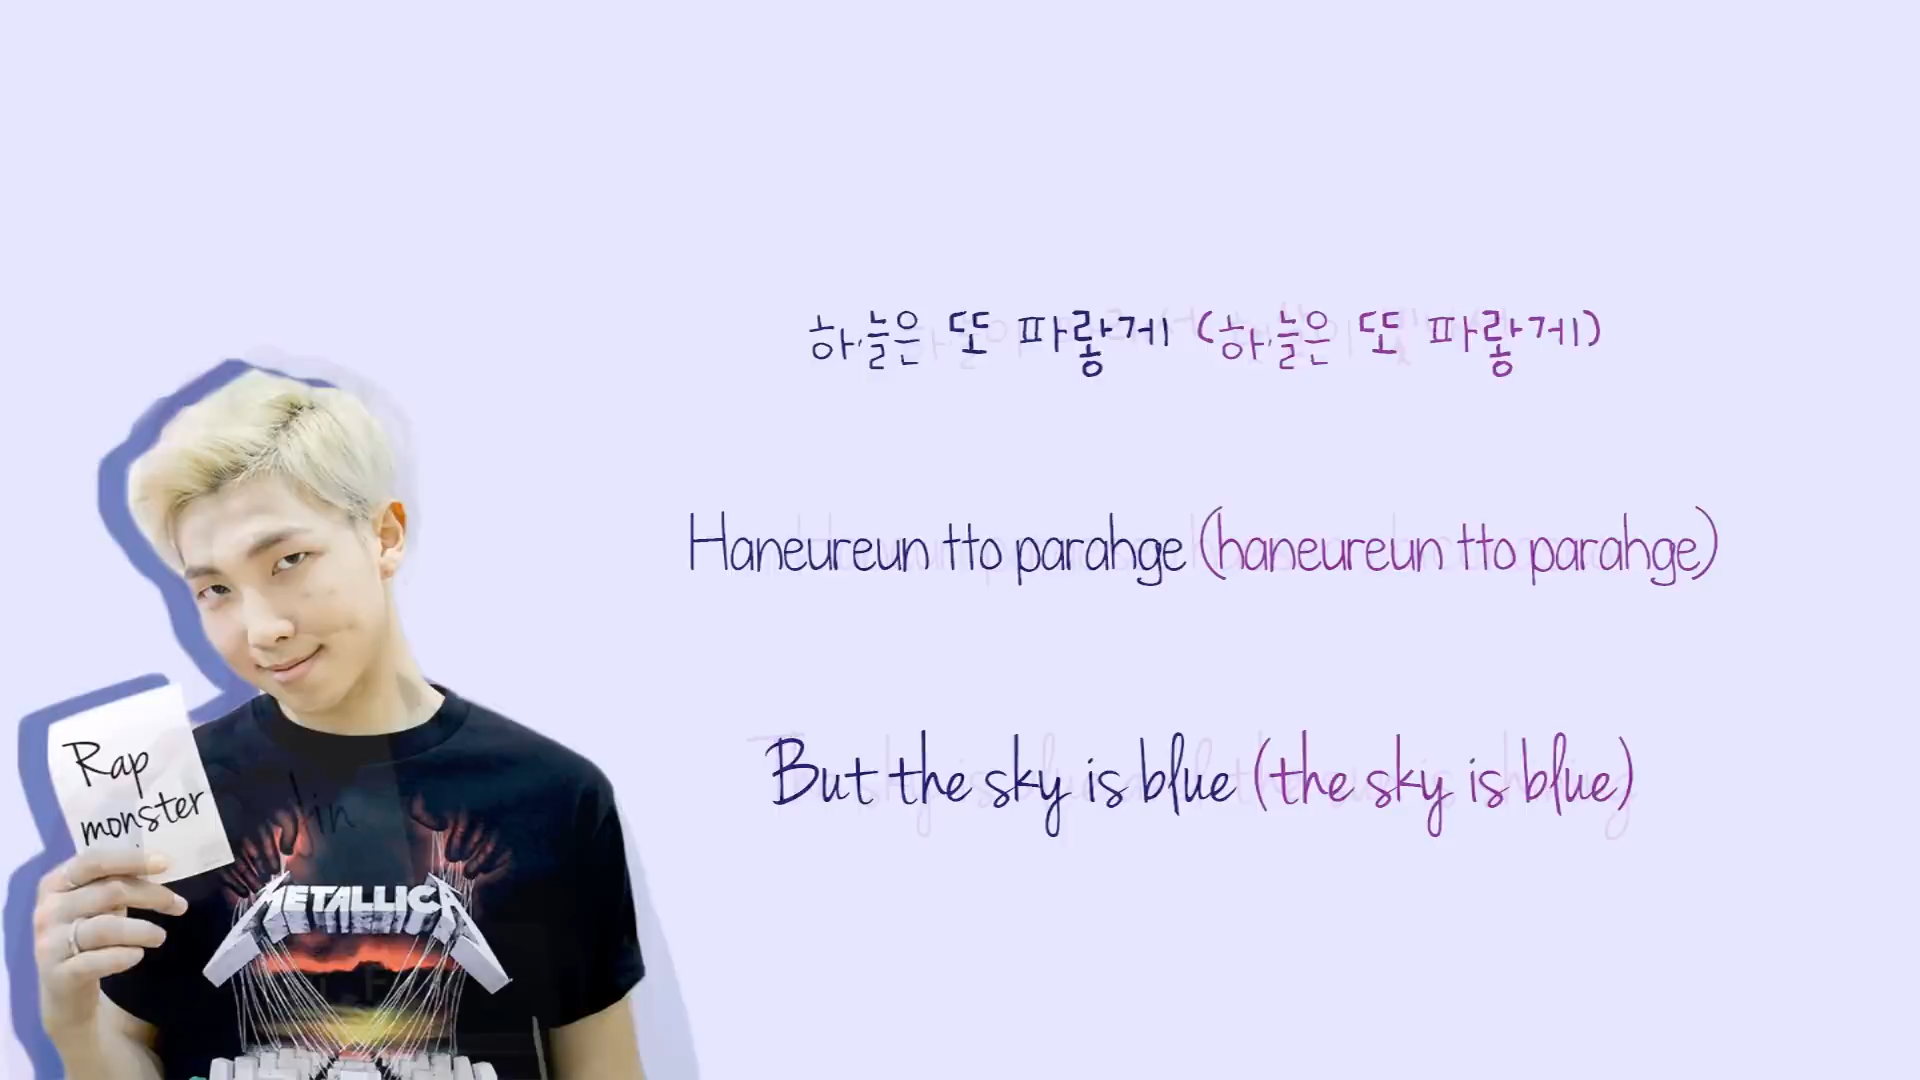 하늘은 또 파랗게 (하늘은 또 파랗게)
Haneureun tto parahge (haneureun tto parahge)
But the sky is blue (the sky is blue)
Rap
monster
Jin
METALLICA